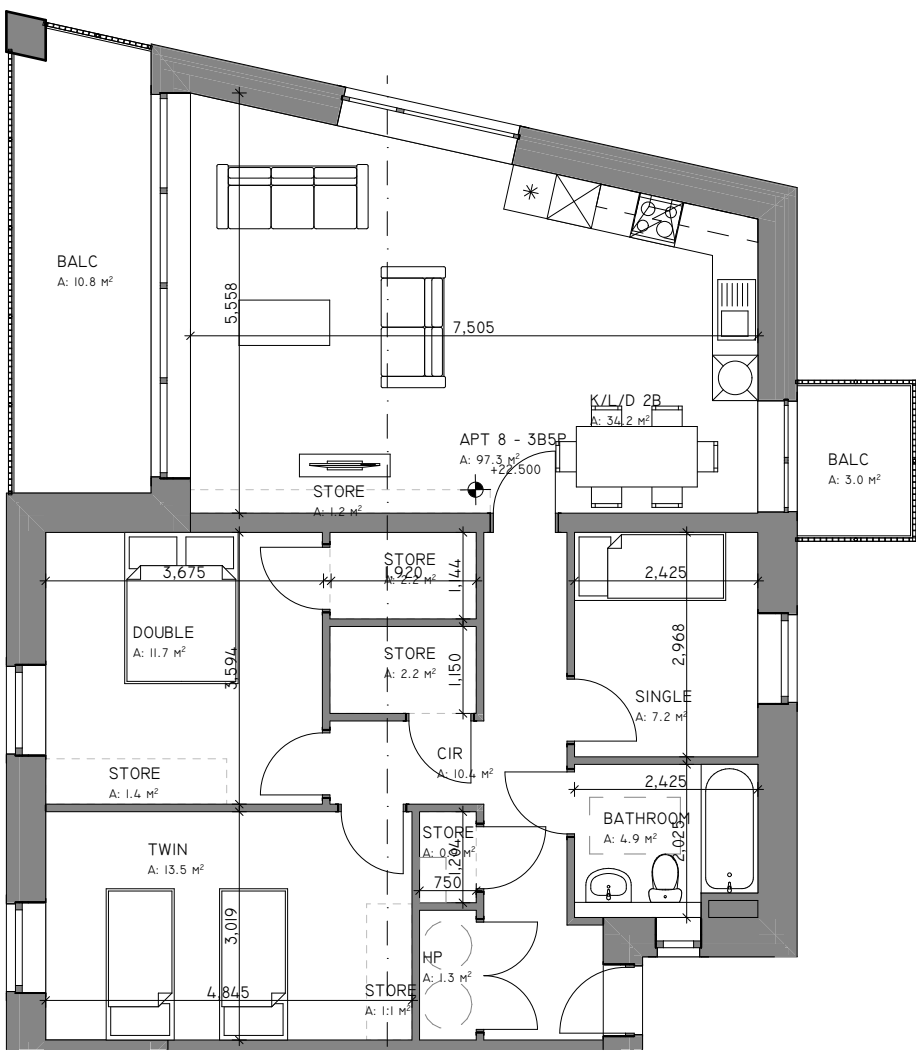 BALC
A: 10.8 M²
5,558
7,505
K/L/D 2B
A: 34.2 M²
APT 8 - 3B5P
A: 97.3 M²
+22.500
BALC
A: 3.0 M²
STORE
A: 1.2 M²
STORE
A: 2.2 M²
3,675
1,920
1,144
2,425
DOUBLE
A: 11.7 M²
3,594
STORE
A: 2.2 M²
1,150
2,968
SINGLE
A: 7.2 M²
CIR
A: 10.4 M²
STORE
A: 1.4 M²
2,425
BATHROOM
A: 4.9 M²
2,025
STORE
1,204
750
TWIN
A: 13.5 M²
3,019
HP
A: 1.3 M²
4,845
STORE
A: 1.1 M²